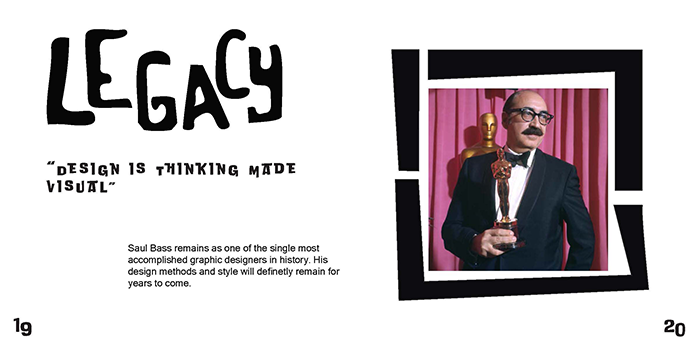 LEGACY
"DESIGN IS THINKING MADE
VISUAL"
Saul Bass remains as one of the single most
accomplished graphic designers in history. His
design methods and style will definetly remain for
years to come.
19
20